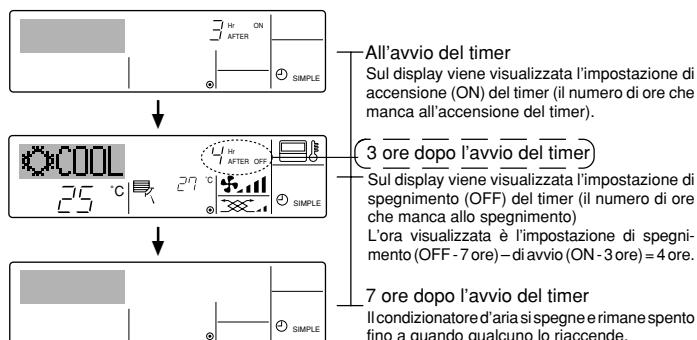 3 Hr ON
AFTER
SIMPLE
All'avvio del timer
Sul display viene visualizzata l'impostazione di
accensione (ON) del timer (il numero di ore che
manca all'accensione del timer).
COOL
4 Hr
AFTER OFF
25 °C
27 °C
SIMPLE
3 ore dopo l'avvio del timer
Sul display viene visualizzata l'impostazione di
spegnimento (OFF) del timer (il numero di ore
che manca allo spegnimento)
L'ora visualizzata è l'impostazione di spegni-
mento (OFF - 7 ore) – di avvio (ON - 3 ore) = 4 ore.
SIMPLE
7 ore dopo l'avvio del timer
Il condizionatore d'aria si spegne e rimane spento
fino a quando qualcuno lo riaccende.